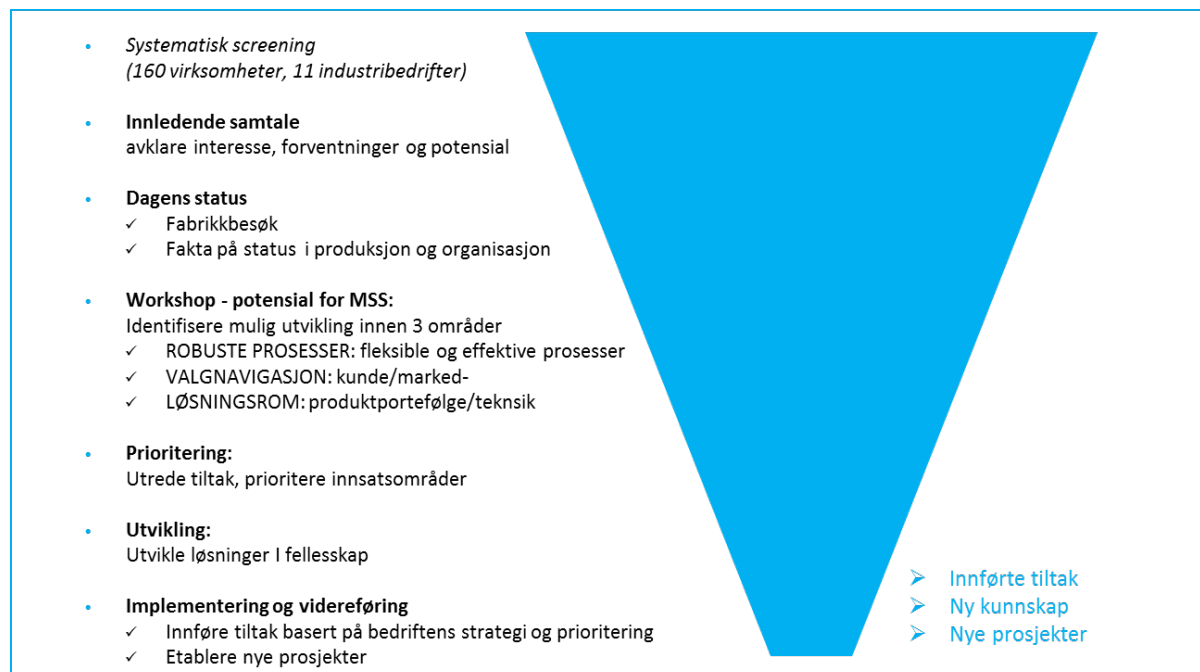 Systematisk screening
(160 virksomheter, 11 industribedrifter)
Innledende samtale
avklare interesse, forventninger og potensial
Dagens status
✓ Fabrikkbesøk
✓ Fakta på status i produksjon og organisasjon
Workshop - potensial for MSS:
Identifisere mulig utvikling innen 3 områder
✓ ROBUSTE PROSESSER: fleksible og effektive prosesser
✓ VALGNAVIGASJON: kunde/marked-
✓ LØSNINGSROM: produktportefølge/teknsik
Prioritering:
Utrede tiltak, prioritere innsatsområder
Utvikling:
Utvikle løsninger I fellesskap
Implementering og videreføring
✓ Innføre tiltak basert på bedriftens strategi og prioritering
✓ Etablere nye prosjekter
➢ Innførte tiltak
➢ Ny kunnskap
➢ Nye prosjekter